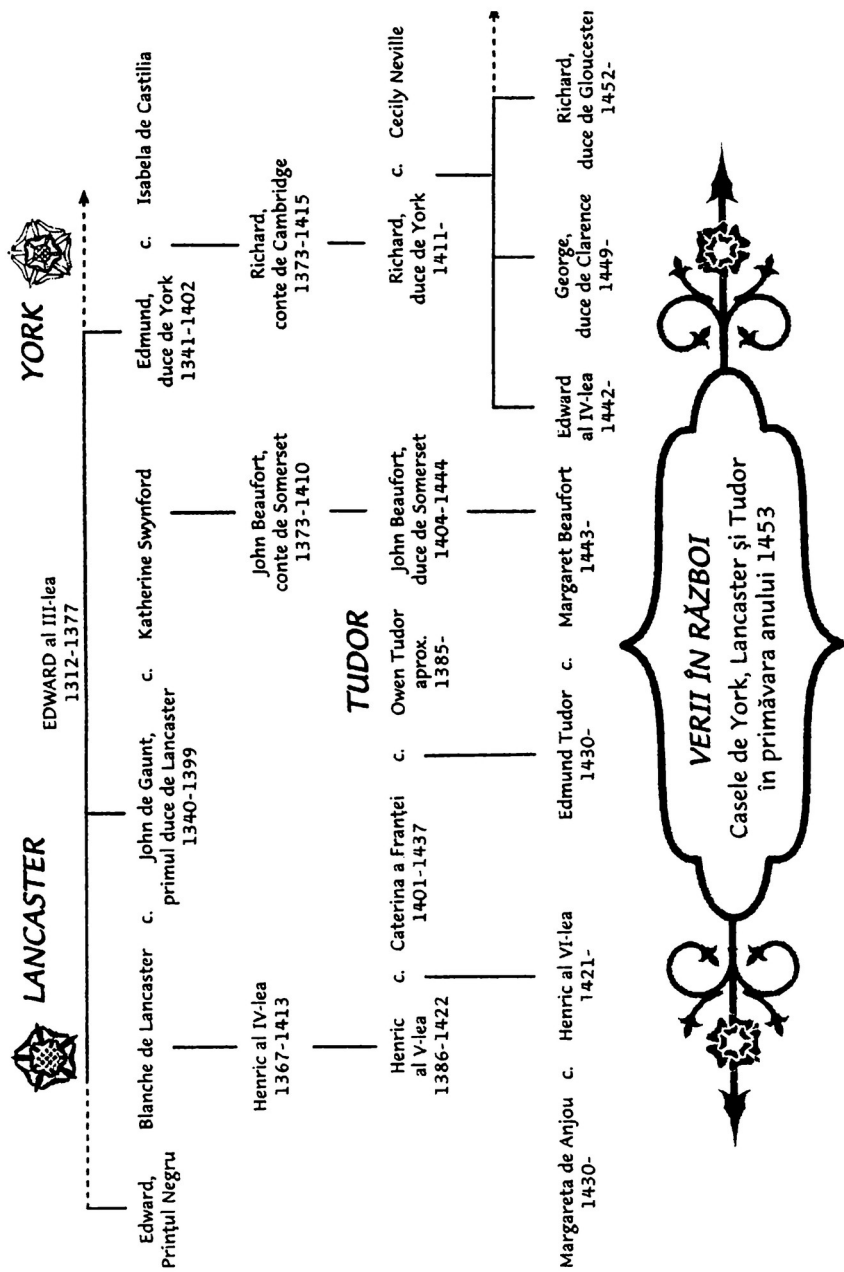 LANCASTER
YORK
EDWARD al III-lea
1312-1377
Edward,
Prințul Negru
Blanche de Lancaster c. John de Gaunt,
primul duce de Lancaster
1340-1399
c. Katherine Swynford
Edmund,
duce de York
1341-1402
c. Isabela de Castilia
Henric al IV-lea
1367-1413
John Beaufort,
conte de Somerset
1373-1410
Richard,
conte de Cambridge
1373-1415
TUDOR
Henric
al V-lea
1386-1422
c. Caterina a Franței
1401-1437
c. Owen Tudor
aprox.
1385-
John Beaufort,
duce de Somerset
1404-1444
Richard,
duce de York
1411-
c. Cecily Neville
Margareta de Anjou
1430-
c. Henric al VI-lea
1421-
Edmund Tudor
1430-
c. Margaret Beaufort
1443-
Edward
al IV-lea
1442-
George,
duce de Clarence
1449-
Richard,
duce de Gloucester
1452-
VERII ÎN RĂZBOI
Casele de York, Lancaster și Tudor
în primăvara anului 1453